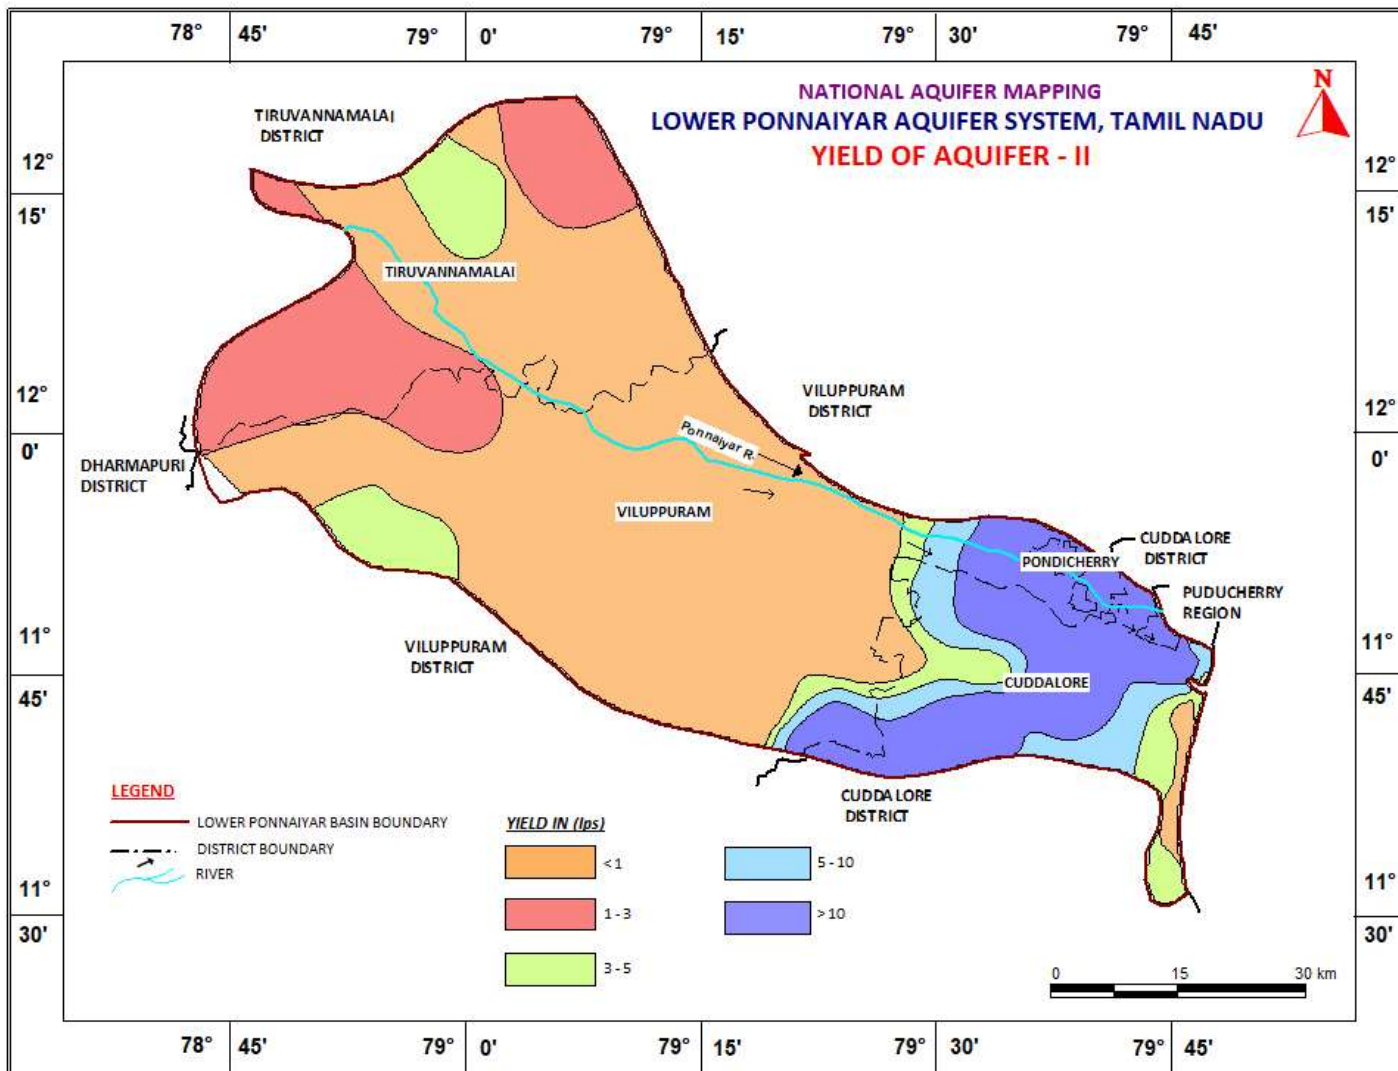 78° 45' 79° 0' 79° 15' 79° 30' 79° 45'
NATIONAL AQUIFER MAPPING
LOWER PONNAIYAR AQUIFER SYSTEM, TAMIL NADU
YIELD OF AQUIFER - II
N
TIRUVANNAMALAI
DISTRICT
12°
15'
12°
15'
TIRUVANNAMALAI
VILUPPURAM
DISTRICT
12°
0'
12°
0'
Ponnaiyar R.
DHARMAPURI
DISTRICT
VILUPPURAM
CUDDALORE
DISTRICT
PONDICHERRY
PUDUCHERRY
REGION
11°
45'
11°
45'
VILUPPURAM
DISTRICT
CUDDALORE
CUDDALORE
DISTRICT
LEGEND
LOWER PONNAIYAR BASIN BOUNDARY
DISTRICT BOUNDARY
RIVER
YIELD IN (lps)
<1
1 - 3
3 - 5
5 - 10
>10
11°
30'
11°
30'
0 15 30 km
78° 45' 79° 0' 79° 15' 79° 30' 79° 45'